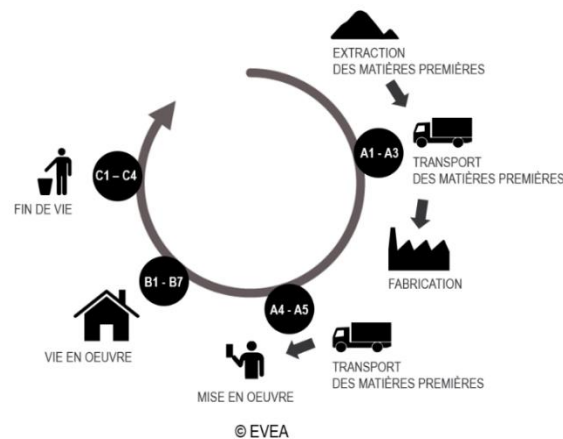 EXTRACTION
DES MATIÈRES PREMIÈRES
A1 - A3
TRANSPORT
DES MATIÈRES PREMIÈRES
FABRICATION
A4 - A5
TRANSPORT
DES MATIÈRES PREMIÈRES
MISE EN OEUVRE
B1 - B7
VIE EN OEUVRE
C1 – C4
FIN DE VIE
© EVEA